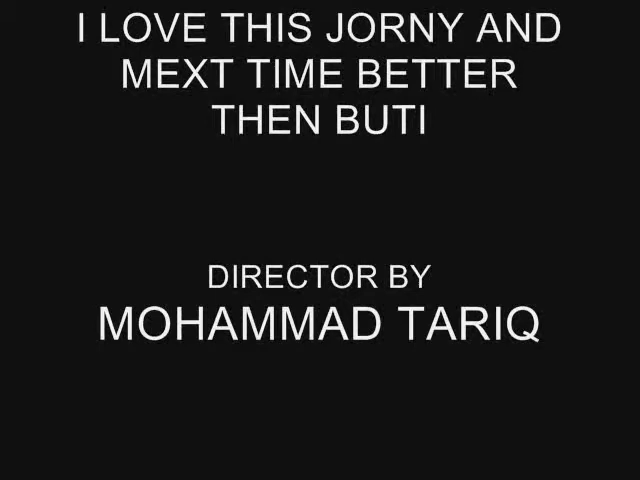 I LOVE THIS JORNY AND
MEXT TIME BETTER
THEN BUTI
DIRECTOR BY
MOHAMMAD TARIQ